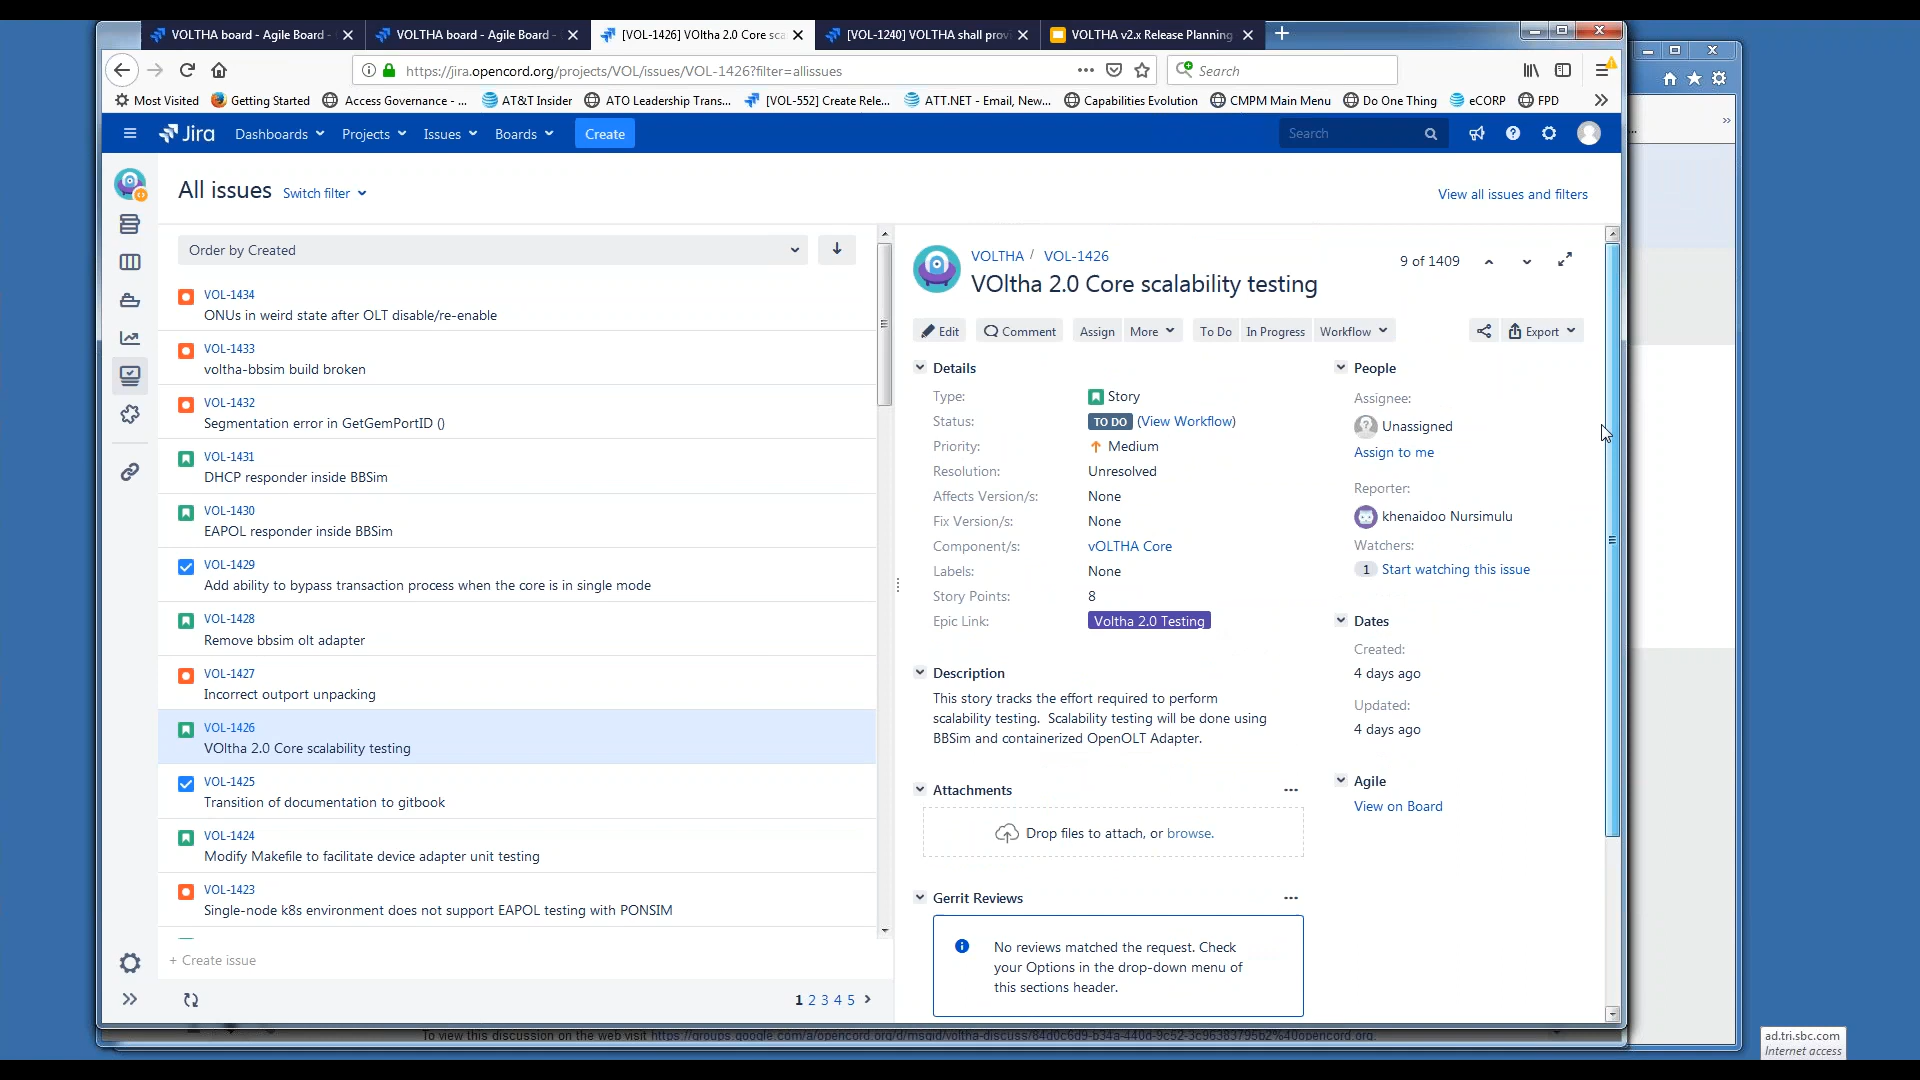 VOLTHA board - Agile Board -
VOLTHA board - Agile Board -
[VOL-1426] VOltha 2.0 Core sca
[VOL-1240] VOLTHA shall provi
VOLTHA v2.x Release Planning
https://jira.opencord.org/projects/VOL/issues/VOL-1426?filter=allissues
Search
Most Visited
Getting Started
Access Governance - ...
AT&T Insider
ATO Leadership Trans...
[VOL-552] Create Rele...
ATT.NET - Email, New...
Capabilities Evolution
CMPM Main Menu
Do One Thing
eCORP
FPD
Jira
Dashboards
Projects
Issues
Boards
Create
Search
All issues
Switch filter
View all issues and filters
Order by Created
VOL-1434
ONUs in weird state after OLT disable/re-enable
VOL-1433
voltha-bbsim build broken
VOL-1432
Segmentation error in GetGemPortID ()
VOL-1431
DHCP responder inside BBSim
VOL-1430
EAPOL responder inside BBSim
VOL-1429
Add ability to bypass transaction process when the core is in single mode
VOL-1428
Remove bbsim olt adapter
VOL-1427
Incorrect outport unpacking
VOL-1426
VOltha 2.0 Core scalability testing
VOL-1425
Transition of documentation to gitbook
VOL-1424
Modify Makefile to facilitate device adapter unit testing
VOL-1423
Single-node k8s environment does not support EAPOL testing with PONSIM
+ Create issue
1 2 3 4 5
VOLTHA / VOL-1426
9 of 1409
VOltha 2.0 Core scalability testing
Edit
Comment
Assign
More
To Do
In Progress
Workflow
Export
Details
Type: Story
Status: TO DO (View Workflow)
Priority: Medium
Resolution: Unresolved
Affects Version/s: None
Fix Version/s: None
Component/s: vOLTHA Core
Labels: None
Story Points: 8
Epic Link: Voltha 2.0 Testing
Description
This story tracks the effort required to perform
scalability testing. Scalability testing will be done using
BBSim and containerized OpenOLT Adapter.
Attachments
Drop files to attach, or browse.
Gerrit Reviews
No reviews matched the request. Check
your Options in the drop-down menu of
this sections header.
People
Assignee:
Unassigned
Assign to me
Reporter:
khenaidoo Nursimulu
Watchers:
1 Start watching this issue
Dates
Created:
4 days ago
Updated:
4 days ago
Agile
View on Board
To view this discussion on the web visit
ad.tri.sbc.com
Internet access